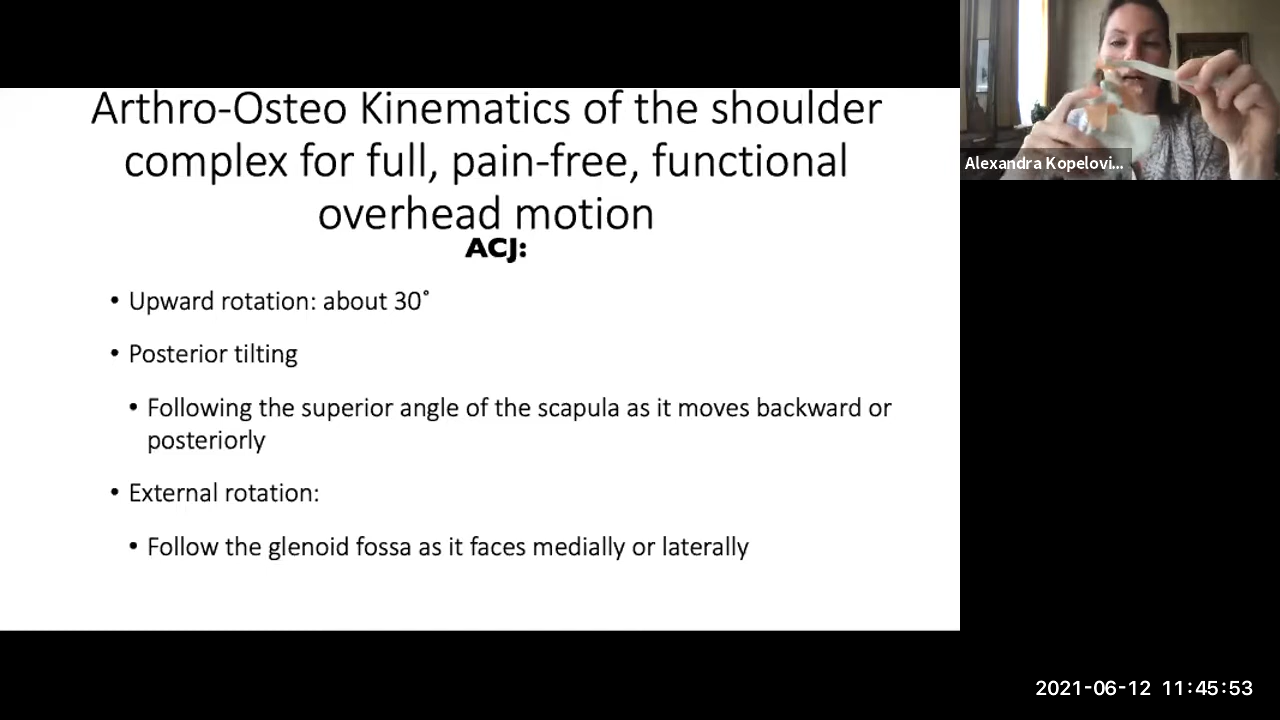 Arthro-Osteo Kinematics of the shoulder
complex for full, pain-free, functional
overhead motion
ACJ:
• Upward rotation: about 30˚
• Posterior tilting
• Following the superior angle of the scapula as it moves backward or
posteriorly
• External rotation:
• Follow the glenoid fossa as it faces medially or laterally
Alexandra Kopelovi...
2021-06-12 11:45:53